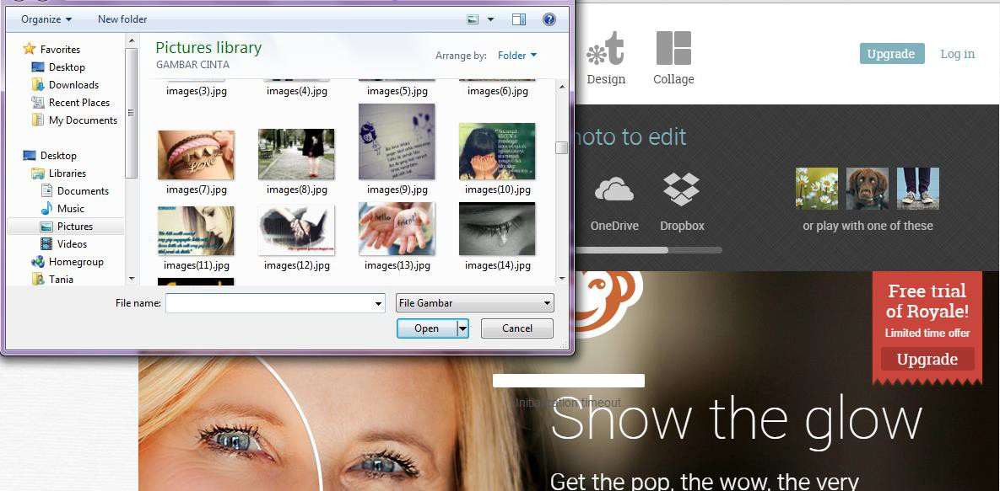 Organize
New folder
Favorites
Desktop
Downloads
Recent Places
My Documents
Desktop
Libraries
Documents
Music
Pictures
Videos
Homegroup
Tania
Pictures library
GAMBAR CINTA
Arrange by:
Folder
images(3).jpg
images(4).jpg
images(5).jpg
images(6).jpg
images(7).jpg
images(8).jpg
images(9).jpg
images(10).jpg
LOVE
hello
friend!
images(11).jpg
images(12).jpg
images(13).jpg
images(14).jpg
File name:
File Gambar
Open
Cancel
Design
Collage
Upgrade
Log in
hoto to edit
OneDrive
Dropbox
or play with one of these
Free trial
of Royale!
Limited time offer
Upgrade
Initialization timeout
Show the glow
Get the pop, the wow, the very